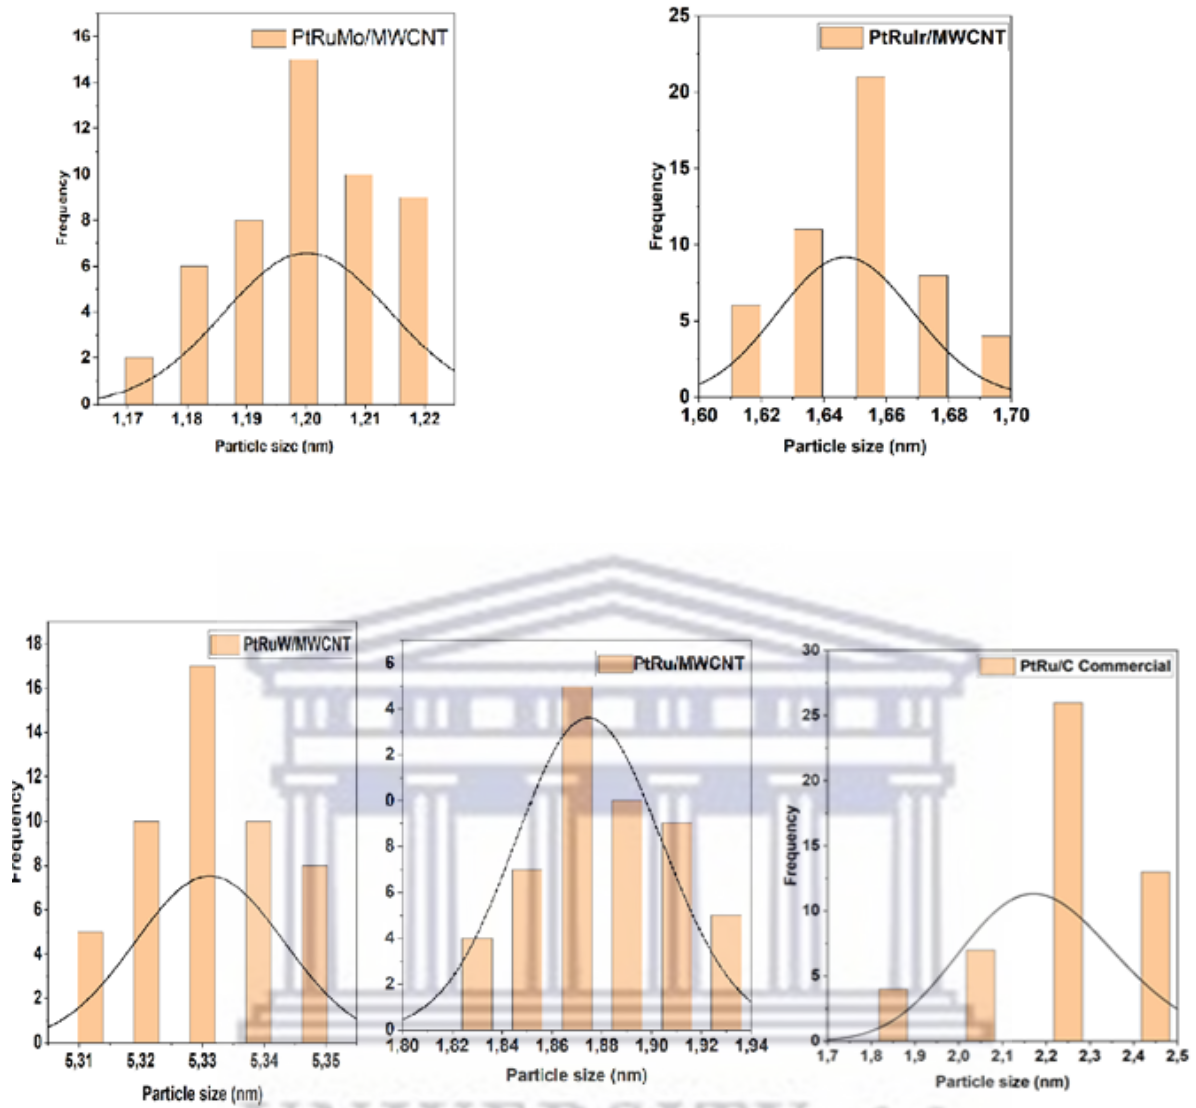 PtRuMo/MWCNT
16
14
12
10
8
6
4
2
0
Frequency
1,17 1,18 1,19 1,20 1,21 1,22
Particle size (nm)
PtRuIr/MWCNT
25
20
15
10
5
0
Frequency
1,60 1,62 1,64 1,66 1,68 1,70
Particle size (nm)
PtRuW/MWCNT
18
16
14
12
10
8
6
4
2
0
Frequency
5,31 5,32 5,33 5,34 5,35
Particle size (nm)
PtRu/MWCNT
6
4
2
0
8
6
4
2
0
1,80 1,82 1,84 1,86 1,88 1,90 1,92 1,94
Particle size (nm)
PtRu/C Commercial
30
25
20
15
10
5
0
Frequency
1,7 1,8 1,9 2,0 2,1 2,2 2,3 2,4 2,5
Particle size (nm)